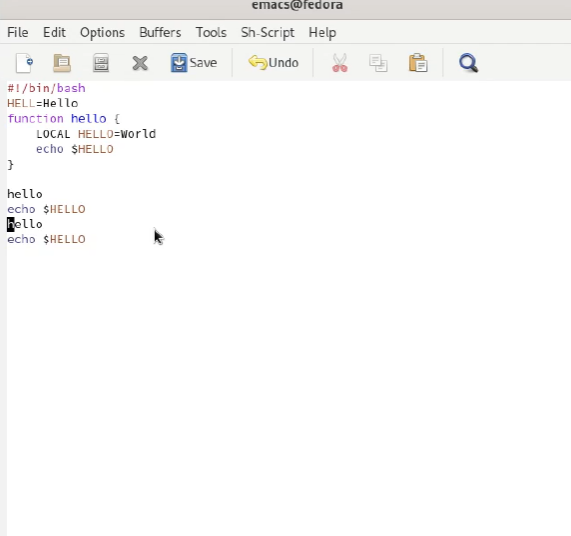 emacs@fedora
File Edit Options Buffers Tools Sh-Script Help
Save Undo
#!/bin/bash
HELL=Hello
function hello {
    LOCAL HELLO=World
    echo $HELLO
}
hello
echo $HELLO
hello
echo $HELLO